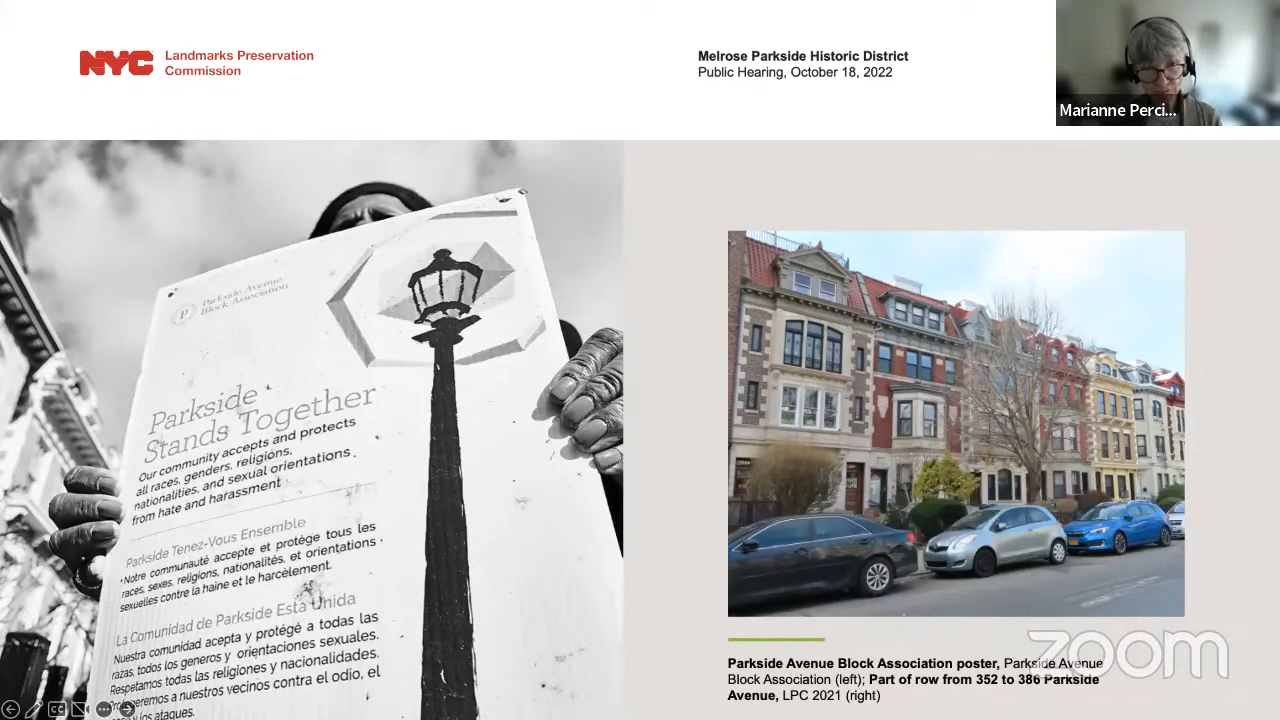 NYC
Landmarks Preservation
Commission
Melrose Parkside Historic District
Public Hearing, October 18, 2022
Marianne Perci...
P
Parkside Avenue
Block Association
Parkside
Stands Together
Our community accepts and protects
all races, genders, religions,
nationalities, and sexual orientations
from hate and harassment
Parkside Tenez-Vous Ensemble
Notre communauté accepte et protége tous les
races, sexes, religions, nationalités, et orientations
sexuelles contre la haine et le harcèlement.
La Comunidad de Parkside Está Unida
Nuestra comunidad acepta y protégé a todas las
razas, todos los generos y orientaciones sexuales.
Respetamos todas las religiones y nacionalidades.
a nuestros vecinos contra el odio, el
y los ataques.
Parkside Avenue Block Association poster, Parkside Avenue
Block Association (left); Part of row from 352 to 386 Parkside
Avenue, LPC 2021 (right)
zoom
CC